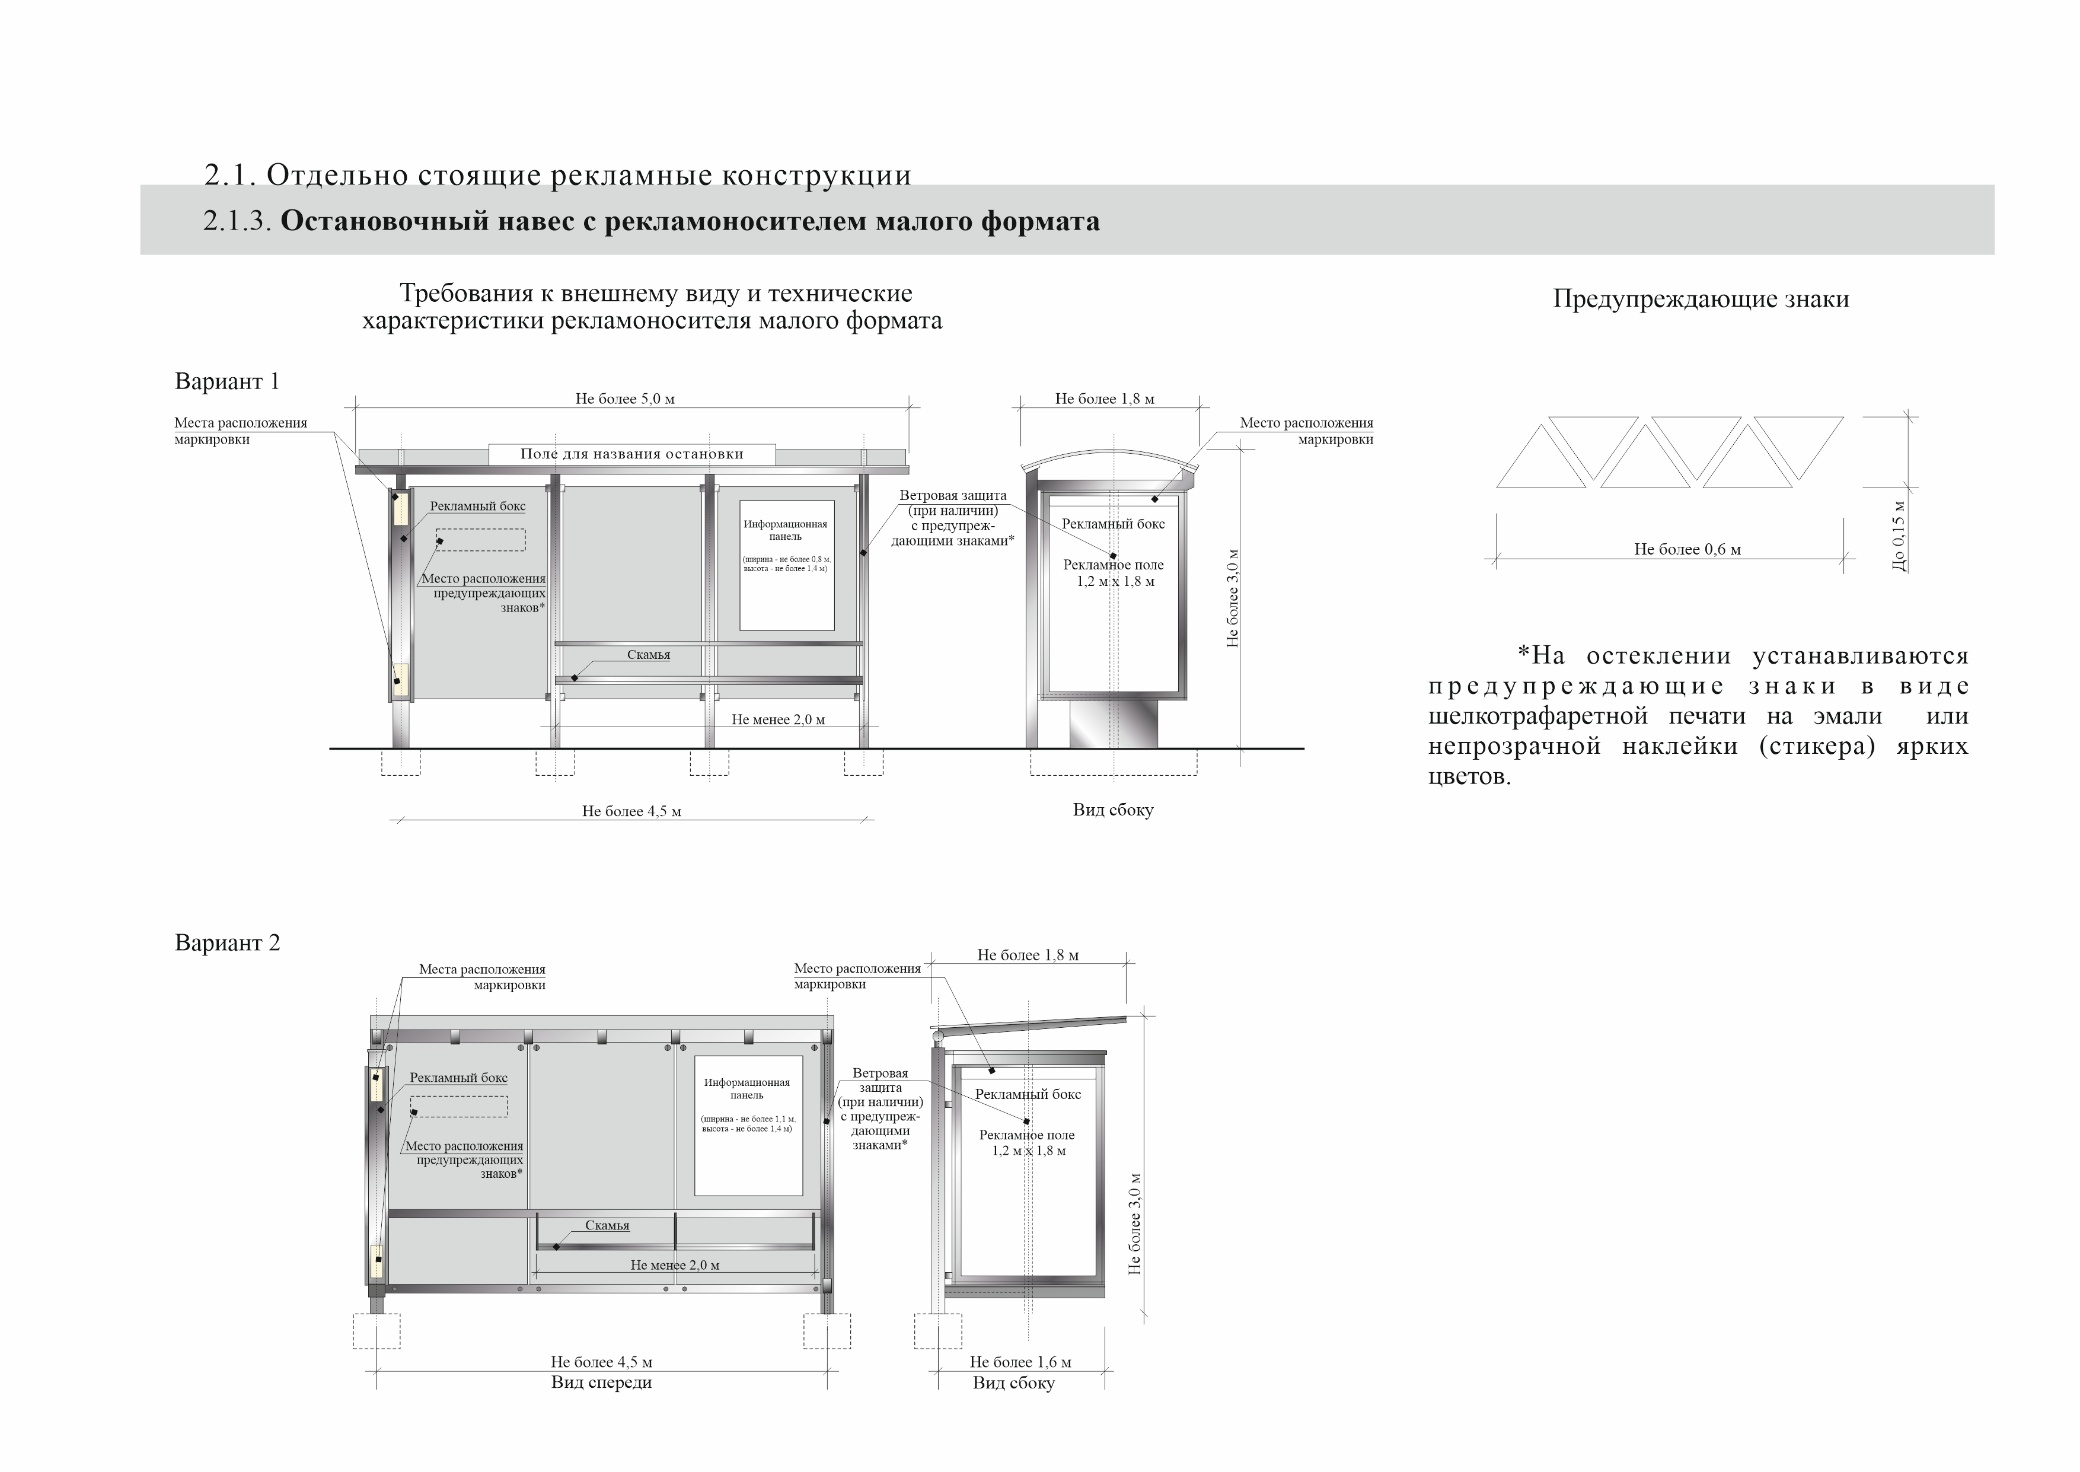 2.1. Отдельно стоящие рекламные конструкции
2.1.3. Остановочный навес с рекламоносителем малого формата
Требования к внешнему виду и технические
характеристики рекламоносителя малого формата
Предупреждающие знаки
Вариант 1
Не более 5,0 м
Места расположения
маркировки
Поле для названия остановки
Рекламный бокс
Место расположения
предупреждающих
знаков*
Информационная
панель
(ширина - не более 0,8 м,
высота - не более 1,4 м)
Скамья
Не менее 2,0 м
Не более 4,5 м
Ветровая защита
(при наличии)
с предупреж-
дающими знаками*
Не более 1,8 м
Место расположения
маркировки
Рекламный бокс
Рекламное поле
1,2 м х 1,8 м
Не более 3,0 м
Вид сбоку
Не более 0,6 м
До 0,15 м
*На остеклении устанавливаются
предупреждающие знаки в виде
шелкотрафаретной печати на эмали или
непрозрачной наклейки (стикера) ярких
цветов.
Вариант 2
Места расположения
маркировки
Рекламный бокс
Место расположения
предупреждающих
знаков*
Информационная
панель
(ширина - не более 1,1 м,
высота - не более 1,4 м)
Скамья
Не менее 2,0 м
Не более 4,5 м
Вид спереди
Место расположения
маркировки
Ветровая
защита
(при наличии)
с предупреж-
дающими
знаками*
Не более 1,8 м
Рекламный бокс
Рекламное поле
1,2 м х 1,8 м
Не более 3,0 м
Не более 1,6 м
Вид сбоку